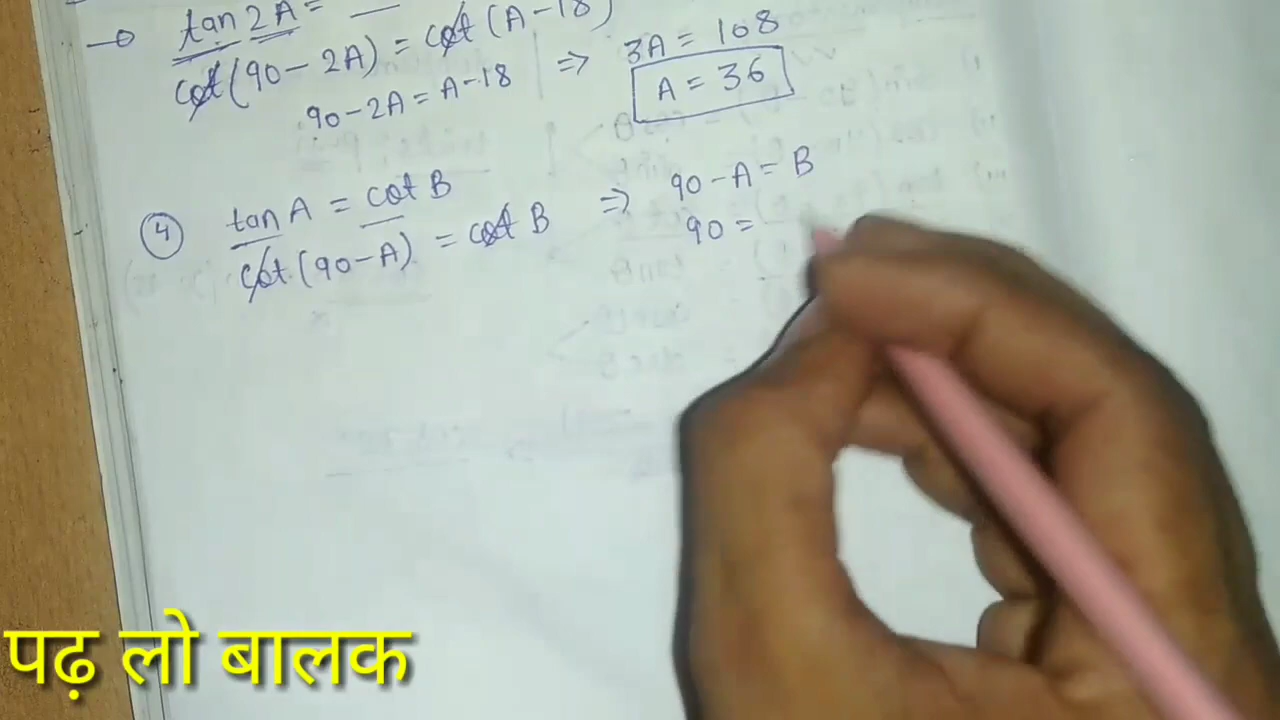 tan 2A =
cot (90 - 2A) = cot (A - 18)
90 - 2A = A - 18 ⇒ 3A = 108
A = 36
4 tan A = cot B
cot (90 - A) = cot B ⇒ 90 - A = B
90 =
पढ़ लो बालक